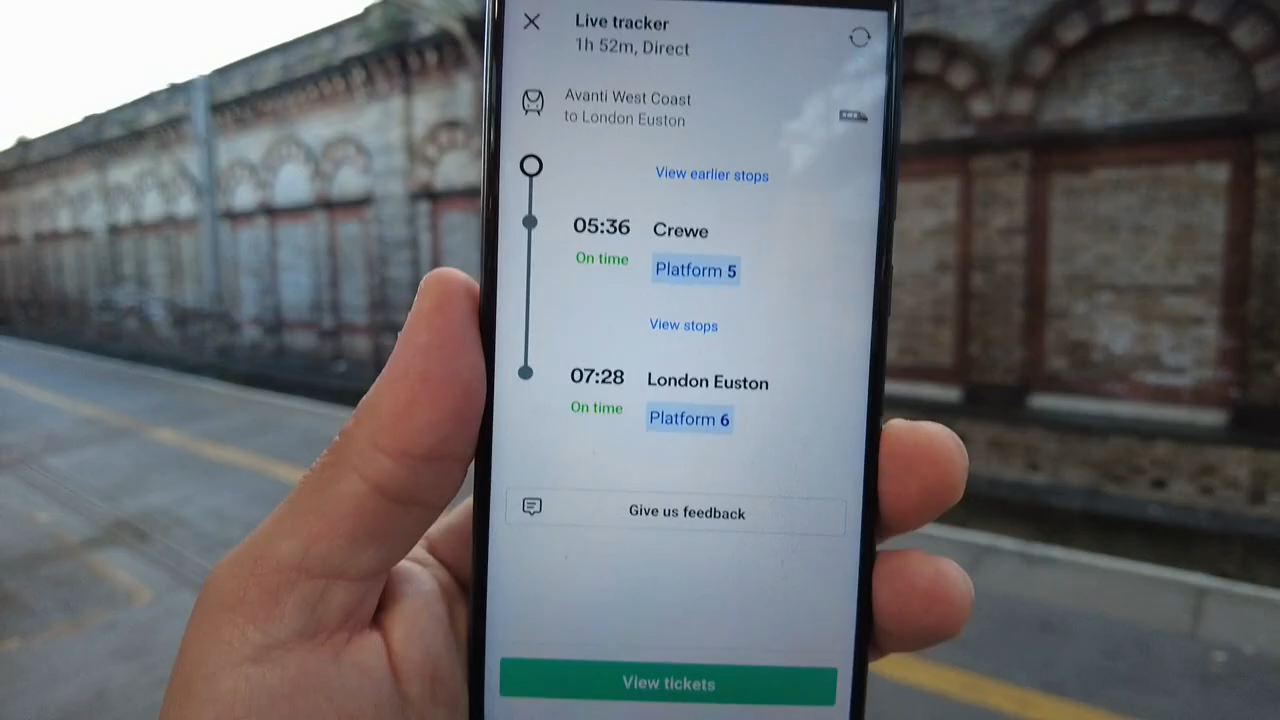 Live tracker
1h 52m, Direct
Avanti West Coast
to London Euston
View earlier stops
05:36 Crewe
On time Platform 5
View stops
07:28 London Euston
On time Platform 6
Give us feedback
View tickets